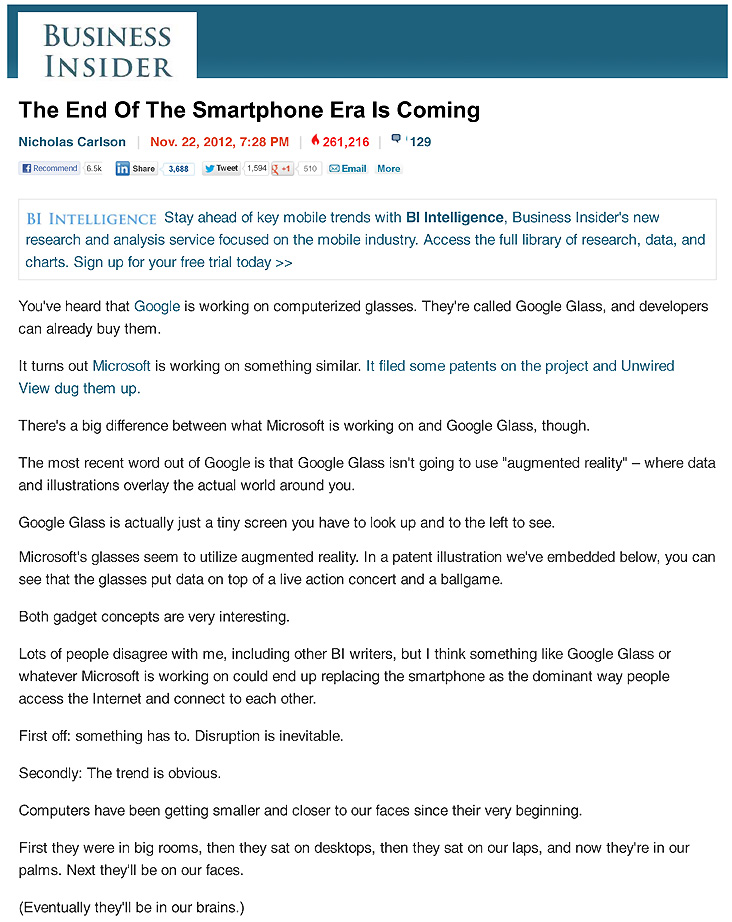 BUSINESS
INSIDER
The End Of The Smartphone Era Is Coming
Nicholas Carlson | Nov. 22, 2012, 7:28 PM | 261,216 | 129
Recommend 6.5k Share 3,688 Tweet 1,594 +1 510 Email More
BI INTELLIGENCE Stay ahead of key mobile trends with BI Intelligence, Business Insider's new
research and analysis service focused on the mobile industry. Access the full library of research, data, and
charts. Sign up for your free trial today >>
You've heard that Google is working on computerized glasses. They're called Google Glass, and developers
can already buy them.
It turns out Microsoft is working on something similar. It filed some patents on the project and Unwired
View dug them up.
There's a big difference between what Microsoft is working on and Google Glass, though.
The most recent word out of Google is that Google Glass isn't going to use "augmented reality" – where data
and illustrations overlay the actual world around you.
Google Glass is actually just a tiny screen you have to look up and to the left to see.
Microsoft's glasses seem to utilize augmented reality. In a patent illustration we've embedded below, you can
see that the glasses put data on top of a live action concert and a ballgame.
Both gadget concepts are very interesting.
Lots of people disagree with me, including other BI writers, but I think something like Google Glass or
whatever Microsoft is working on could end up replacing the smartphone as the dominant way people
access the Internet and connect to each other.
First off: something has to. Disruption is inevitable.
Secondly: The trend is obvious.
Computers have been getting smaller and closer to our faces since their very beginning.
First they were in big rooms, then they sat on desktops, then they sat on our laps, and now they're in our
palms. Next they'll be on our faces.
(Eventually they'll be in our brains.)